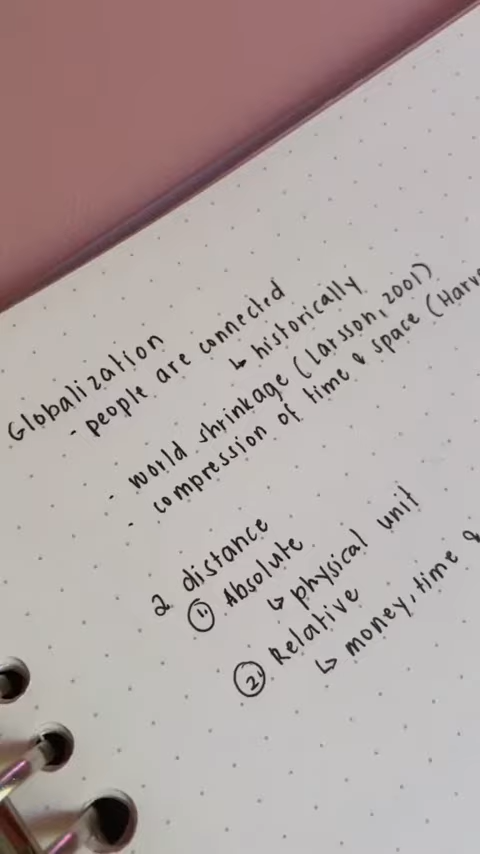 Globalization
- people are connected
↳ historically
- world shrinkage (Larsson, 2001)
- compression of time & space (Harv
2 distance
① Absolute
↳ physical unit
② Relative
↳ money, time &